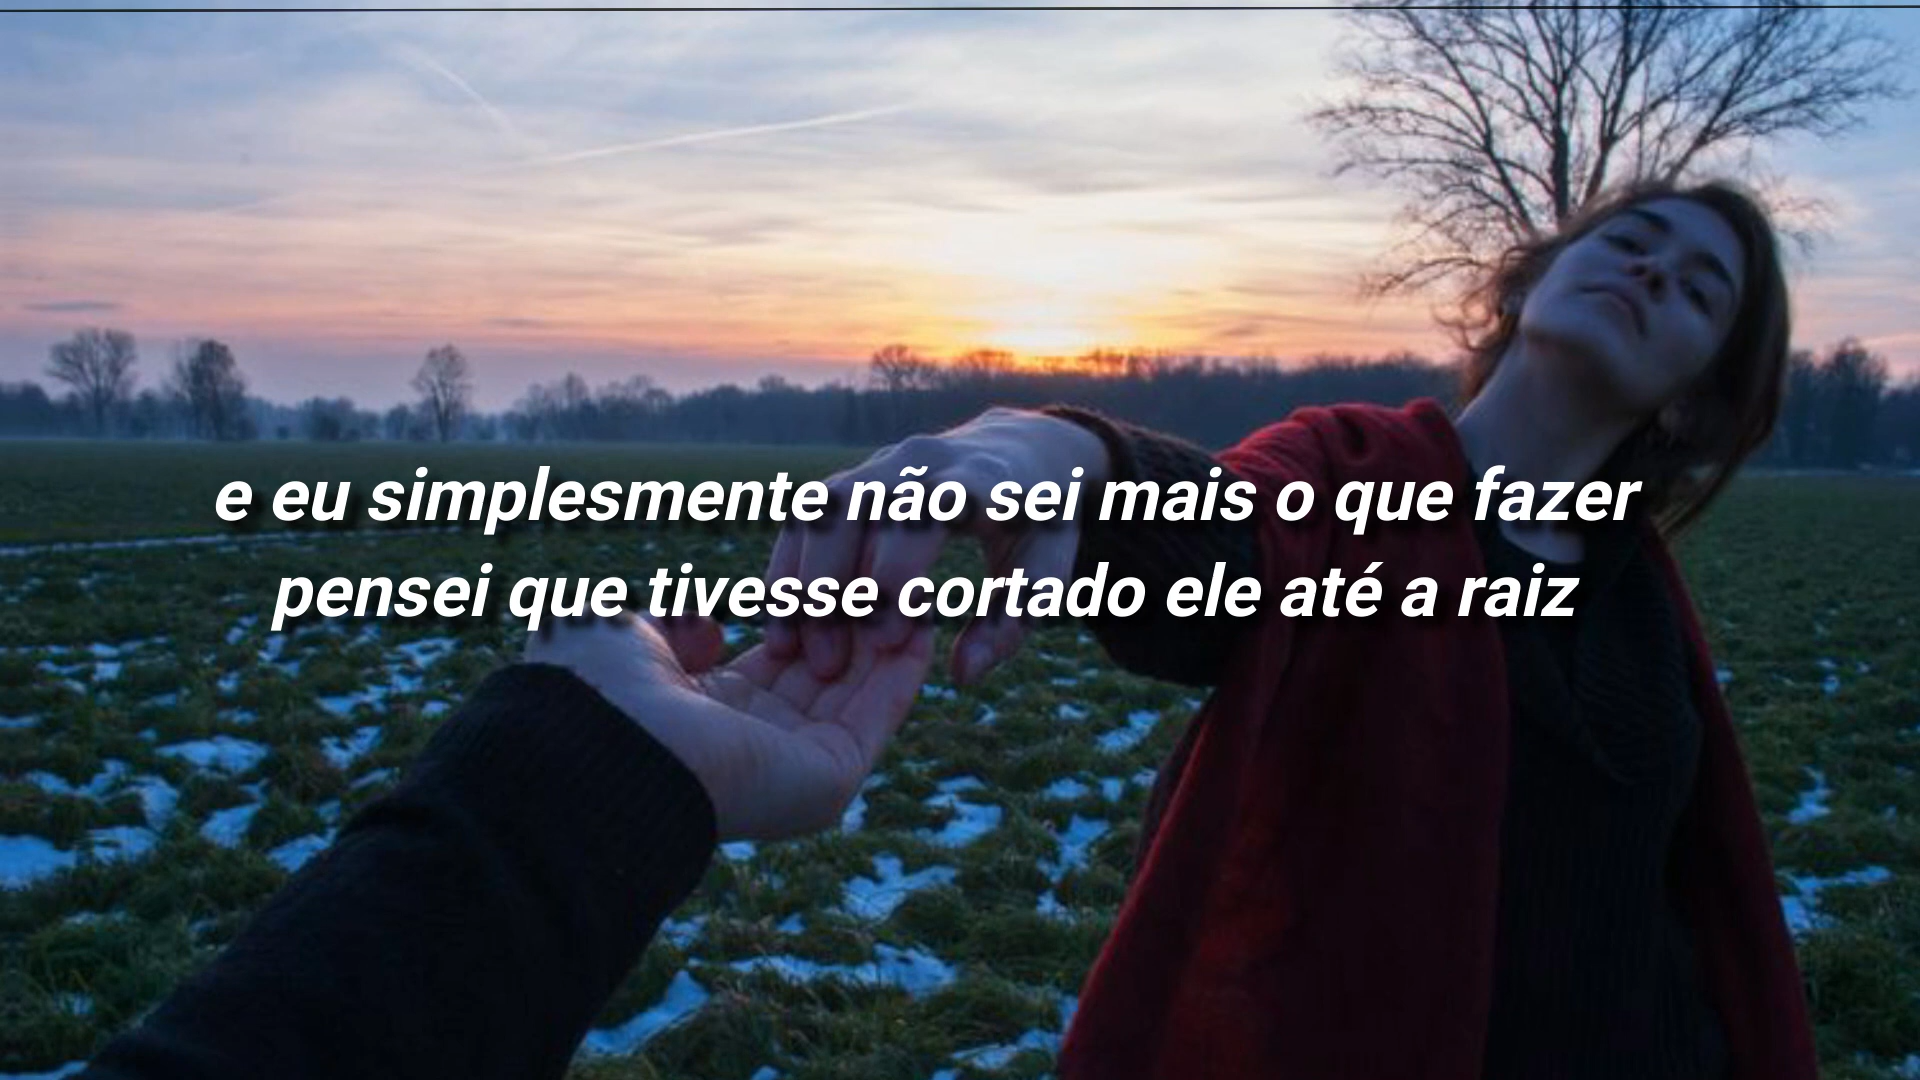 e eu simplesmente não sei mais o que fazer
pensei que tivesse cortado ele até a raiz